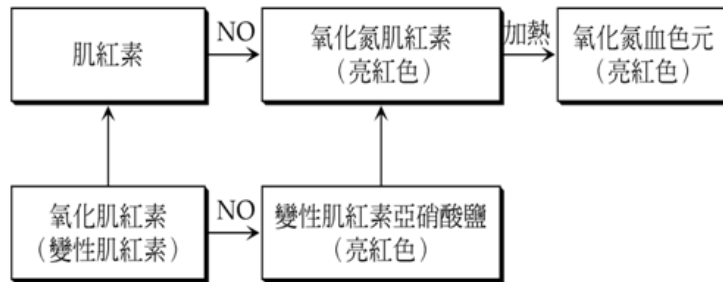 肌紅素
NO
氧化氮肌紅素
(亮紅色)
加熱
氧化氮血色元
(亮紅色)
氧化肌紅素
(變性肌紅素)
NO
變性肌紅素亞硝酸鹽
(亮紅色)